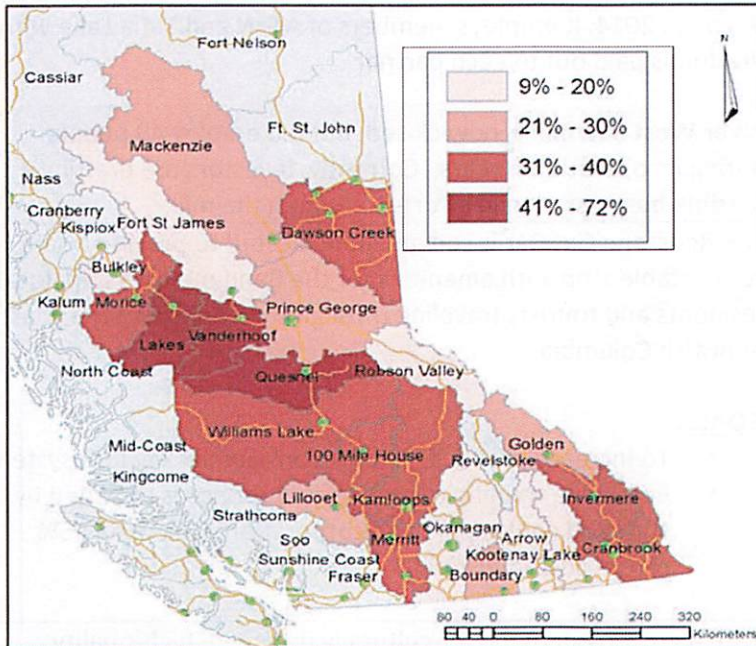 Fort Nelson
Cassiar
Ft. St. John
Mackenzie
Nass
Cranberry
Kispiox
Fort St James
Dawson Creek
Bulkley
Kalum
Morice
Prince George
Vanderhoof
Lakes
North Coast
Quesnel
Robson Valley
Williams Lake
Mid-Coast
100 Mile House
Golden
Revelstoke
Kingcome
Lillooet
Kamloops
Invermere
Strathcona
Okanagan
Soo
Merritt
Arrow
Sunshine Coast
Kootenay Lake
Cranbrook
Fraser
Boundary
N
9% - 20%
21% - 30%
31% - 40%
41% - 72%
80 40 0 80 160 240 320
Kilometers